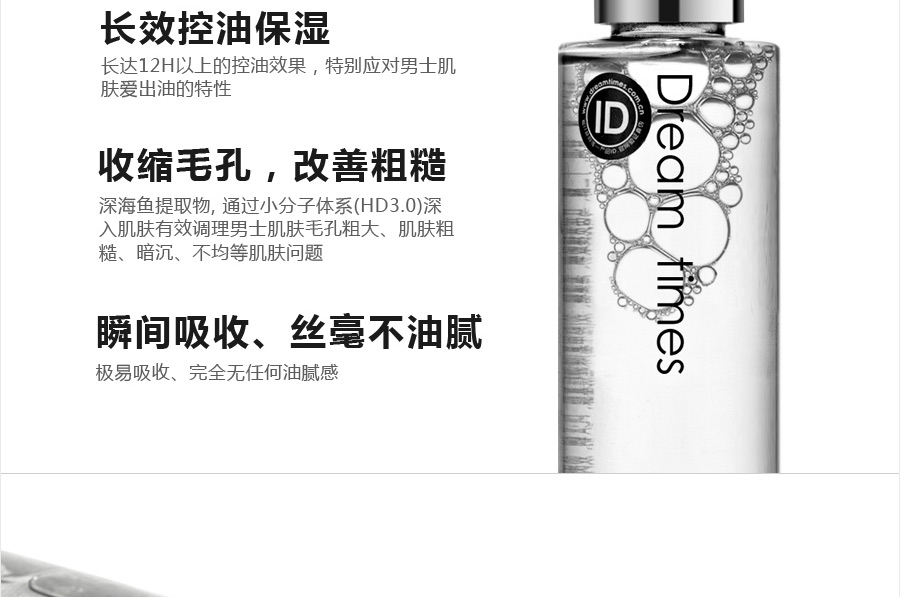 长效控油保湿
长达12H以上的控油效果，特别应对男士肌
肤爱出油的特性
收缩毛孔，改善粗糙
深海鱼提取物, 通过小分子体系(HD3.0)深
入肌肤有效调理男士肌肤毛孔粗大、肌肤粗
糙、暗沉、不均等肌肤问题
瞬间吸收、丝毫不油腻
极易吸收、完全无任何油腻感
www.dreamtimes.com.cn
ID
Dream times